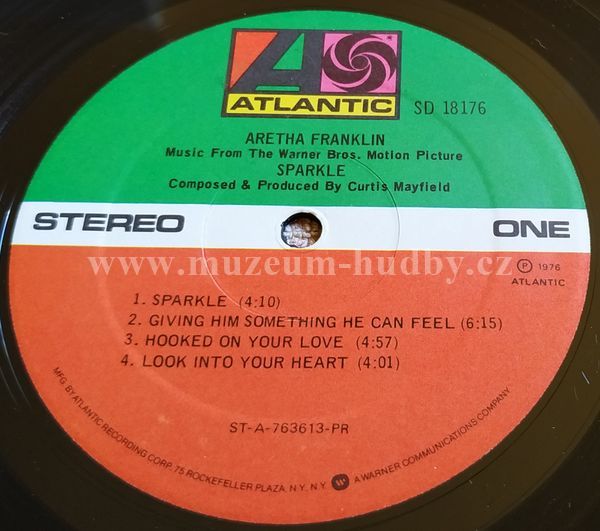 ATLANTIC
SD 18176
ARETHA FRANKLIN
Music From The Warner Bros. Motion Picture
SPARKLE
Composed & Produced By Curtis Mayfield
STEREO ONE
www.muzeum-hudby.cz
Ⓟ 1976
ATLANTIC
1. SPARKLE (4:10)
2. GIVING HIM SOMETHING HE CAN FEEL (6:15)
3. HOOKED ON YOUR LOVE (4:57)
4. LOOK INTO YOUR HEART (4:01)
ST-A-763613-PR
MFG. BY ATLANTIC RECORDING CORP. 75 ROCKEFELLER PLAZA, N.Y., N.Y. A WARNER COMMUNICATIONS COMPANY